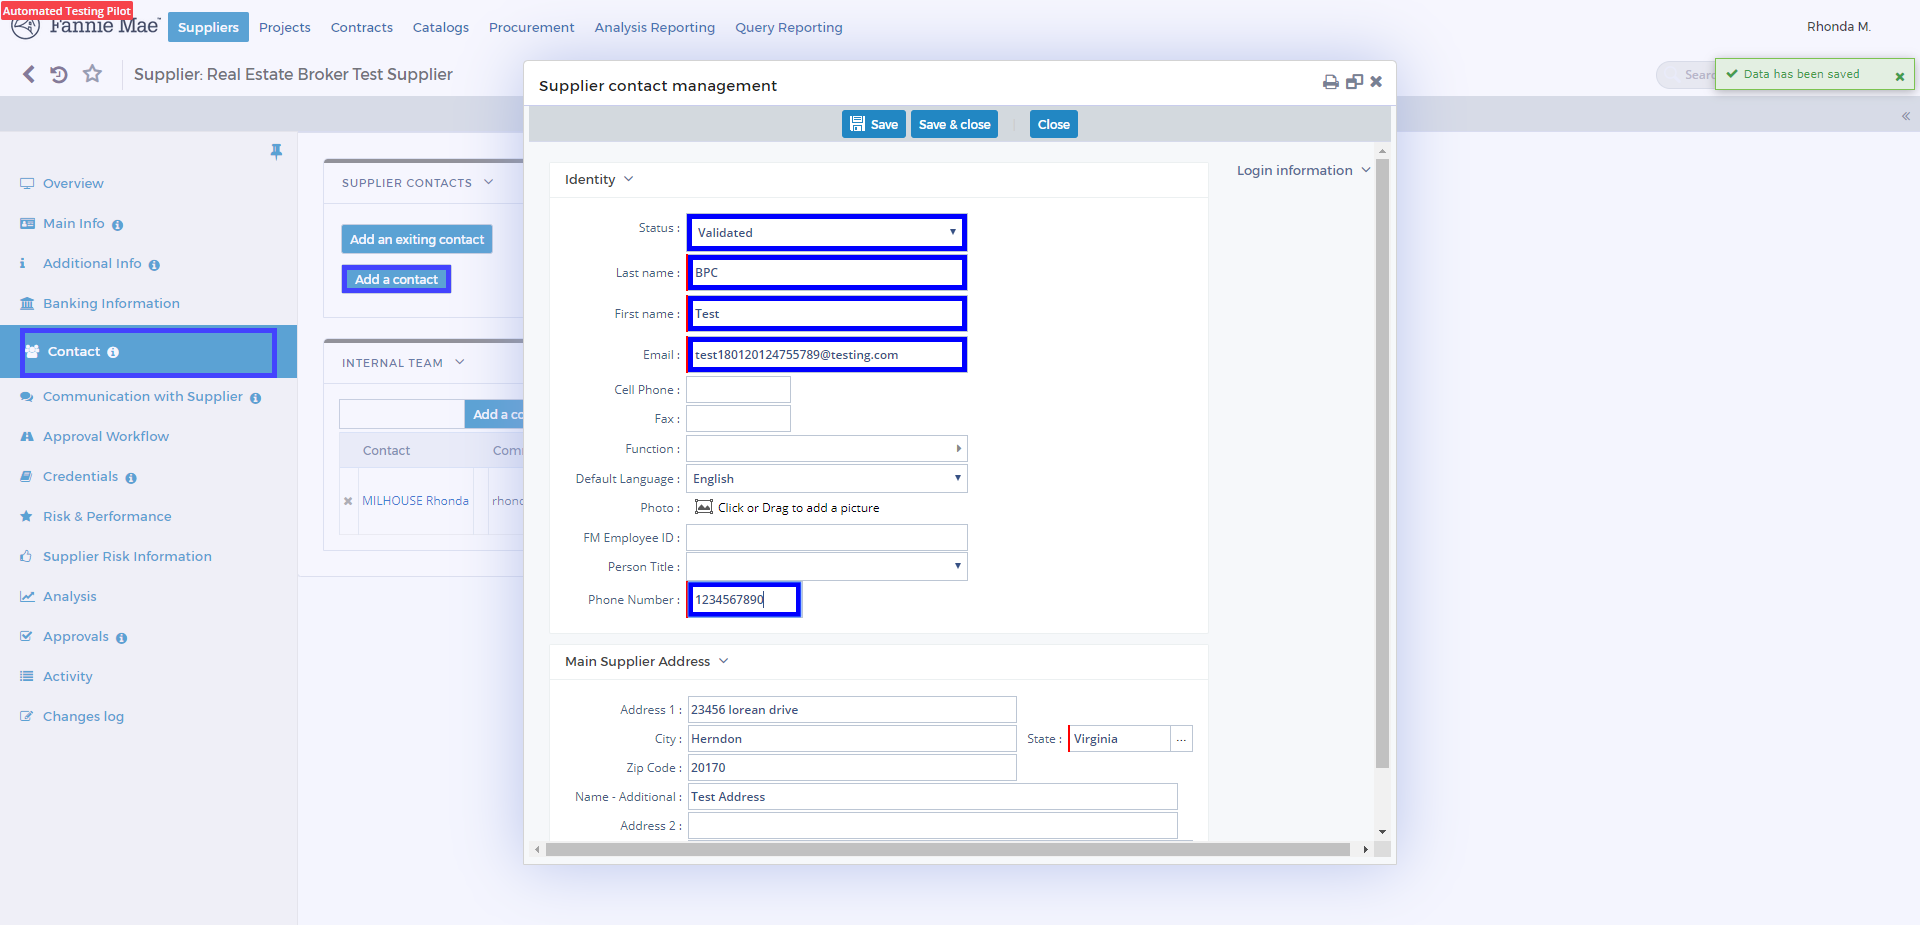 Automated Testing Pilot
Fannie Mae
Suppliers
Projects
Contracts
Catalogs
Procurement
Analysis Reporting
Query Reporting
Rhonda M.
Supplier: Real Estate Broker Test Supplier
Searc
Data has been saved
Overview
Main Info
Additional Info
Banking Information
Contact
Communication with Supplier
Approval Workflow
Credentials
Risk & Performance
Supplier Risk Information
Analysis
Approvals
Activity
Changes log
SUPPLIER CONTACTS
Add an exiting contact
Add a contact
INTERNAL TEAM
Add a co
Contact Com
MILHOUSE Rhonda rhond
Supplier contact management
Save
Save & close
Close
Identity
Login information
Status : Validated
Last name : BPC
First name : Test
Email : test180120124755789@testing.com
Cell Phone :
Fax :
Function :
Default Language : English
Photo : Click or Drag to add a picture
FM Employee ID :
Person Title :
Phone Number : 1234567890
Main Supplier Address
Address 1 : 23456 lorean drive
City : Herndon State : Virginia ...
Zip Code : 20170
Name - Additional : Test Address
Address 2 :